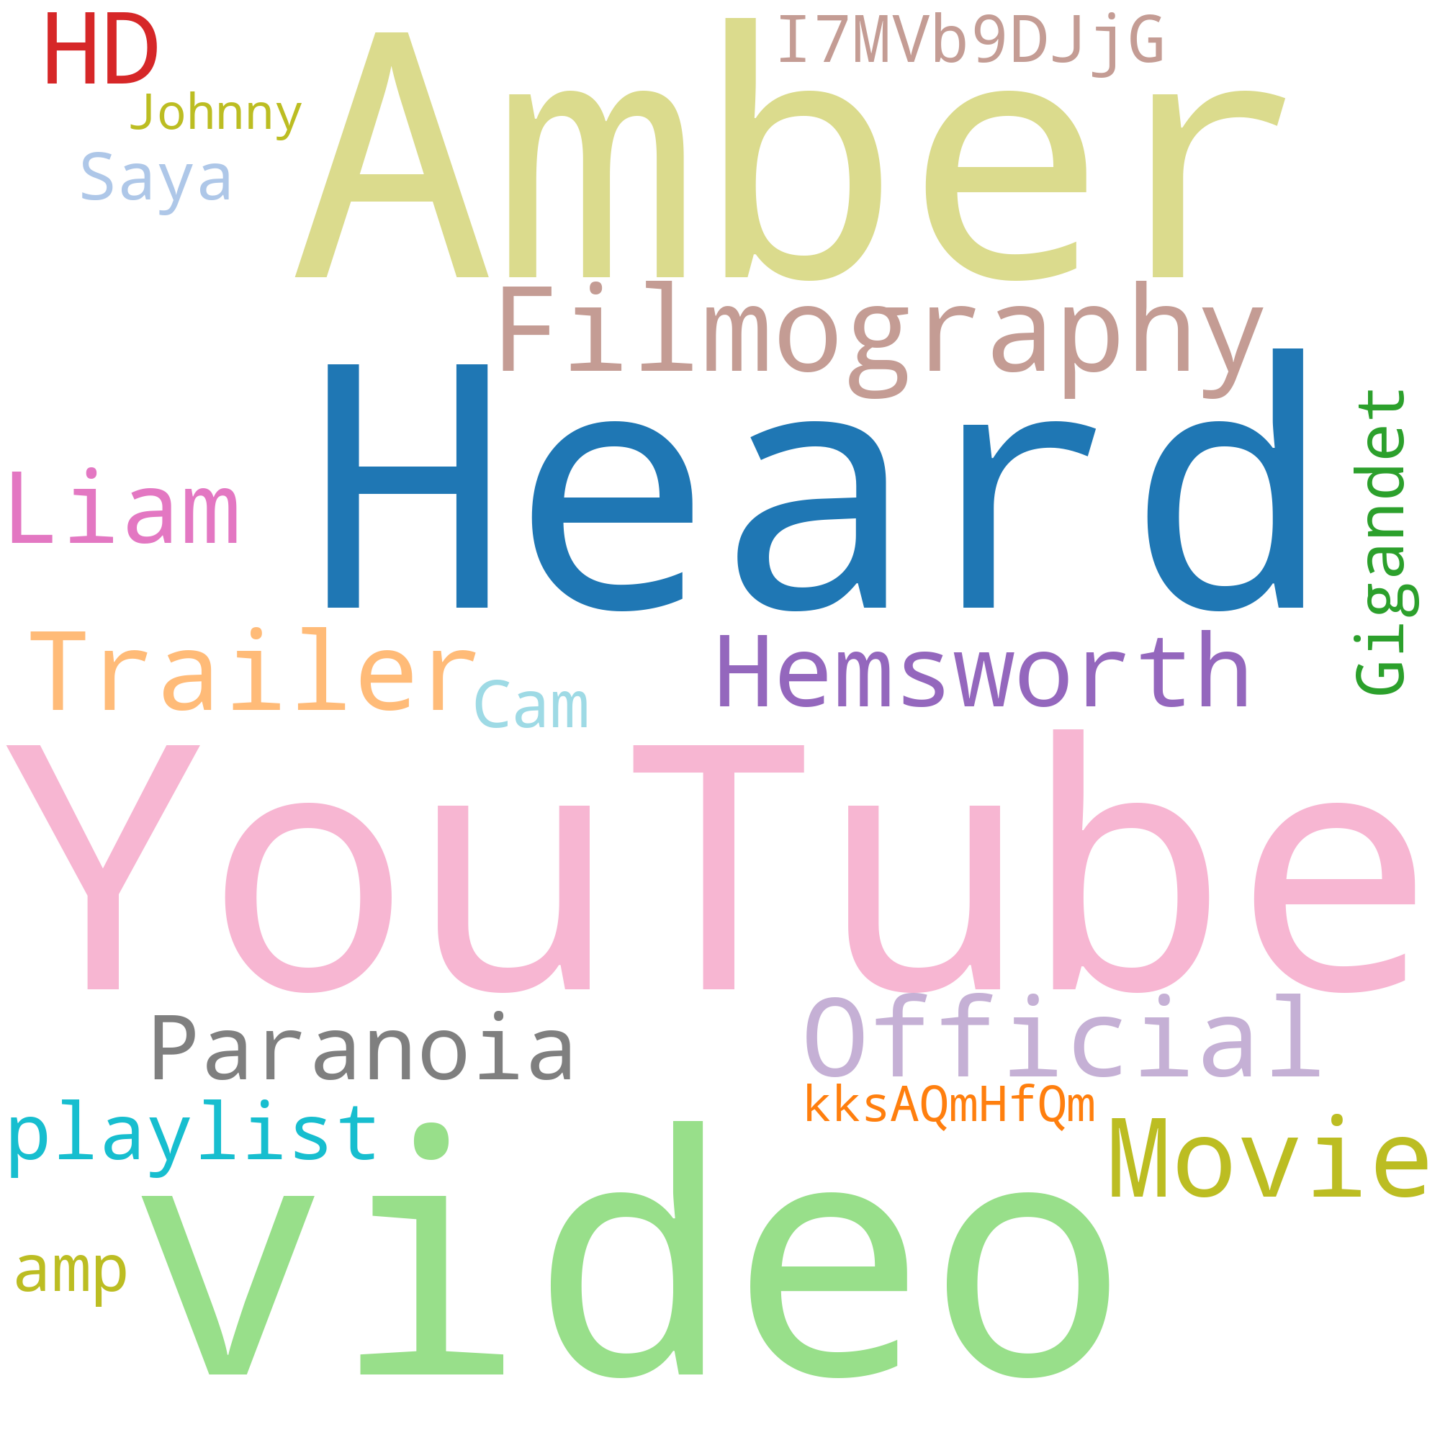 HD
I7MVb9DJjG
Amber
Johnny
Saya
Filmography
Heard
Gigandet
Liam
Trailer
Hemsworth
Cam
YouTube
Paranoia
Official
kksAQmHfQm
playlist
Movie
video
amp